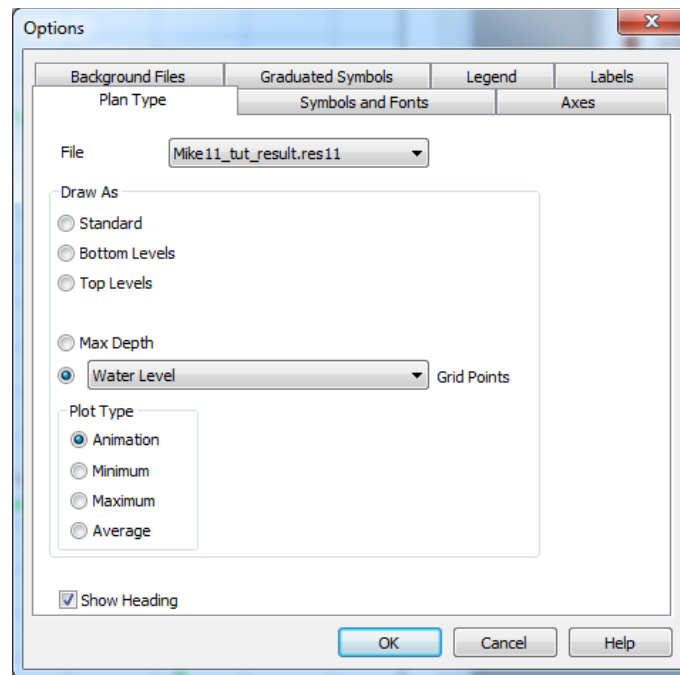 Options
Background Files Graduated Symbols Legend Labels
Plan Type Symbols and Fonts Axes
File Mike11_tut_result.res11
Draw As
Standard
Bottom Levels
Top Levels
Max Depth
Water Level Grid Points
Plot Type
Animation
Minimum
Maximum
Average
Show Heading
OK Cancel Help